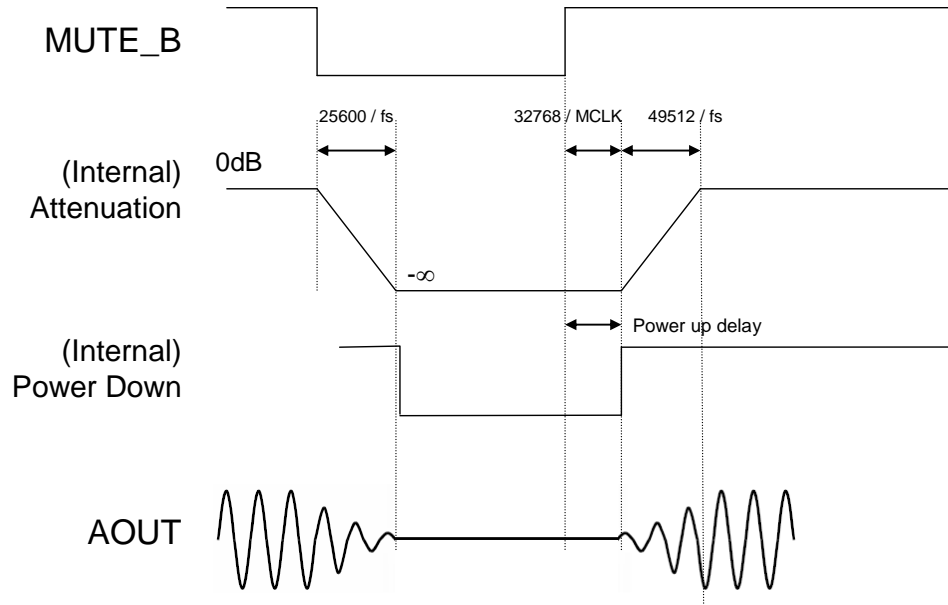 MUTE_B
25600 / fs
32768 / MCLK
49512 / fs
0dB
(Internal)
Attenuation
-∞
Power up delay
(Internal)
Power Down
AOUT